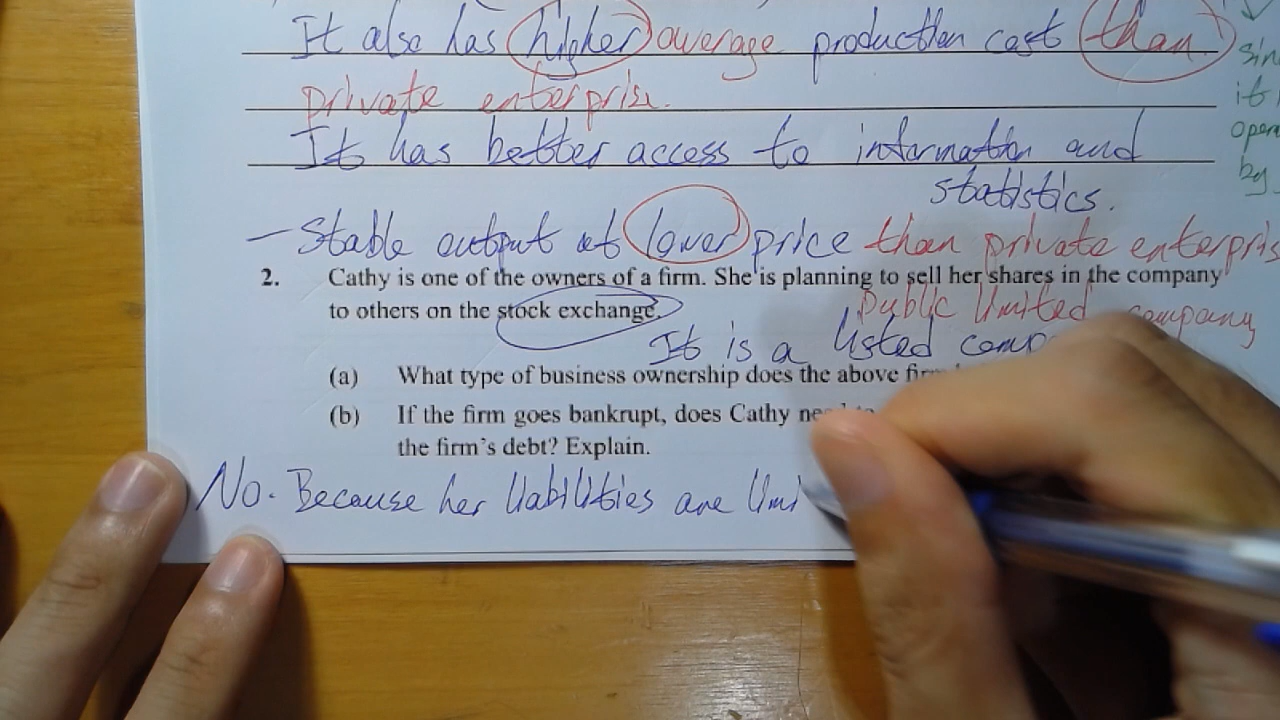 It also has higher average production cost than
private enterprise.
It has better access to information and
statistics.
— Stable output at lower price than private enterpris
2. Cathy is one of the owners of a firm. She is planning to sell her shares in the company
to others on the stock exchange.
Public limited company
It is a listed comp
(a) What type of business ownership does the above
(b) If the firm goes bankrupt, does Cathy
the firm's debt? Explain.
No. Because her liabilities are limi
it
by